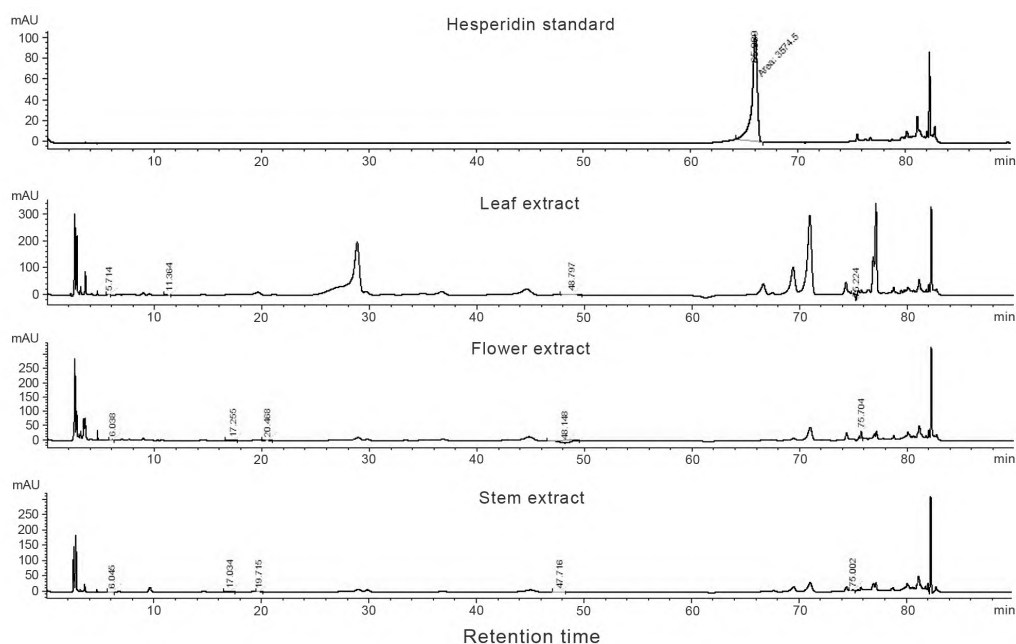 Hesperidin standard
mAU
100
80
60
40
20
0
Area: 3574.5
10 20 30 40 50 60 70 80 min
Leaf extract
mAU
300
200
100
0
5.714 11.364 48.797
10 20 30 40 50 60 70 80 min
Flower extract
mAU
250
200
150
100
50
0
6.038 17.255 20.468 48.148 75.704
10 20 30 40 50 60 70 80 min
Stem extract
mAU
250
200
150
100
50
0
6.045 17.034 19.715 47.716 75.002
10 20 30 40 50 60 70 80 min
Retention time